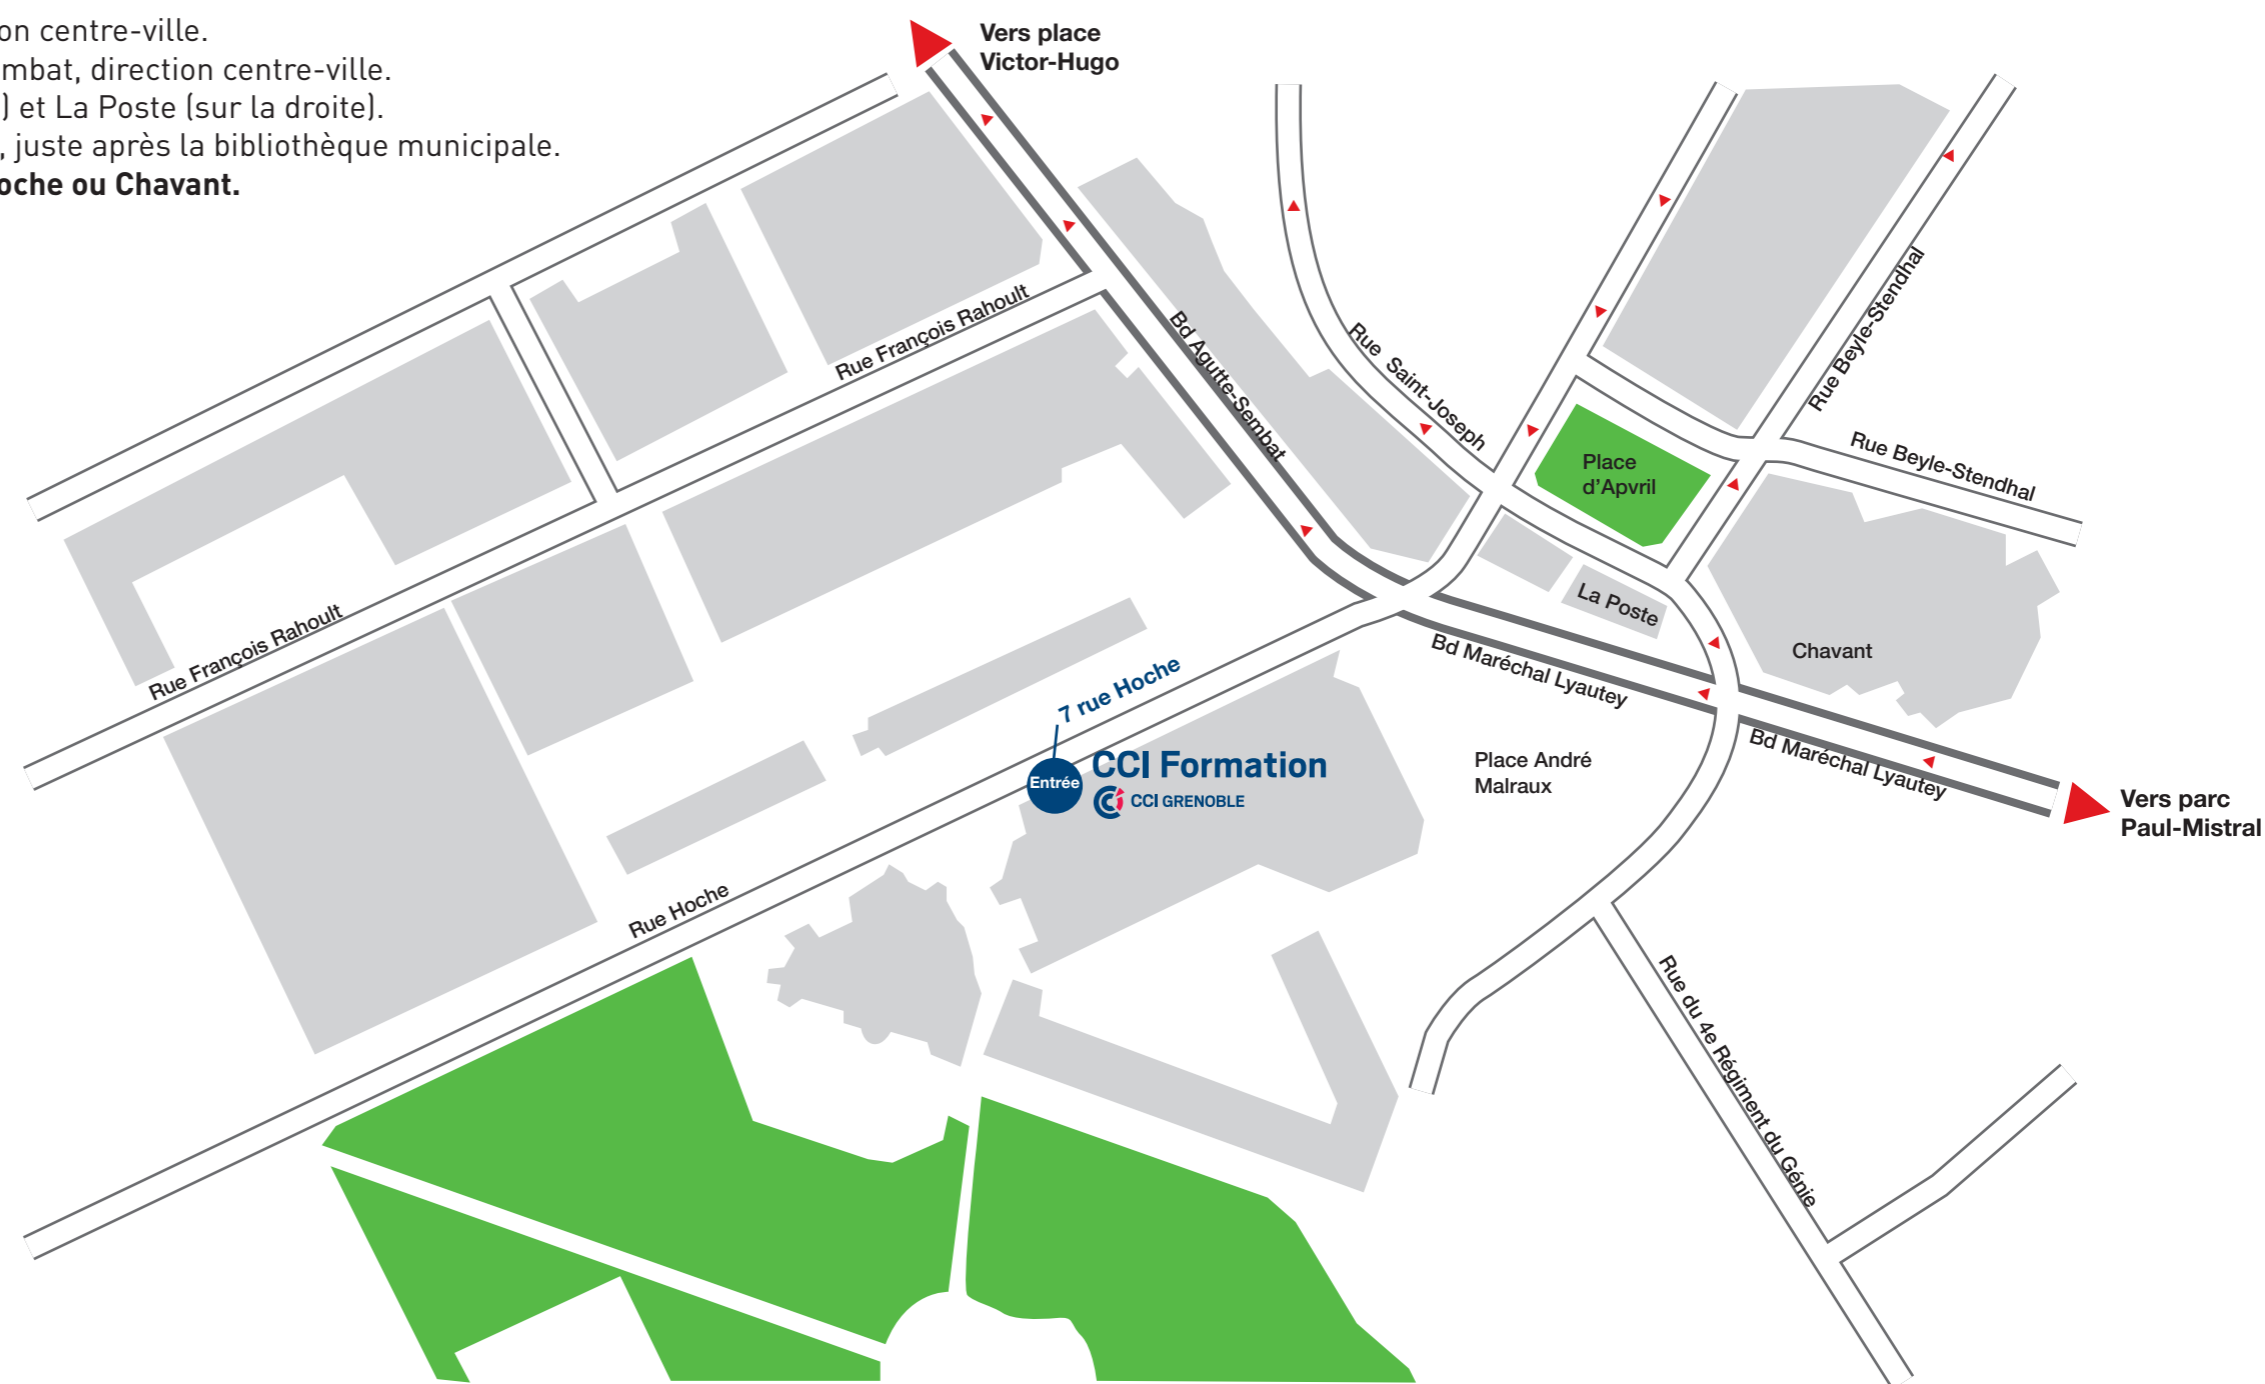 on centre-ville.
mbat, direction centre-ville.
) et La Poste (sur la droite).
, juste après la bibliothèque municipale.
oche ou Chavant.
Vers place
Victor-Hugo
Rue François Rahoult
Bd Agutte-Sembat
Rue Saint-Joseph
Rue Beyle-Stendhal
Rue Beyle-Stendhal
Place
d'Apvril
La Poste
Chavant
Rue François Rahoult
Bd Maréchal Lyautey
7 rue Hoche
Entrée
CCI Formation
CCI GRENOBLE
Place André
Malraux
Bd Maréchal Lyautey
Vers parc
Paul-Mistral
Rue Hoche
Rue du 4e Régiment du Génie